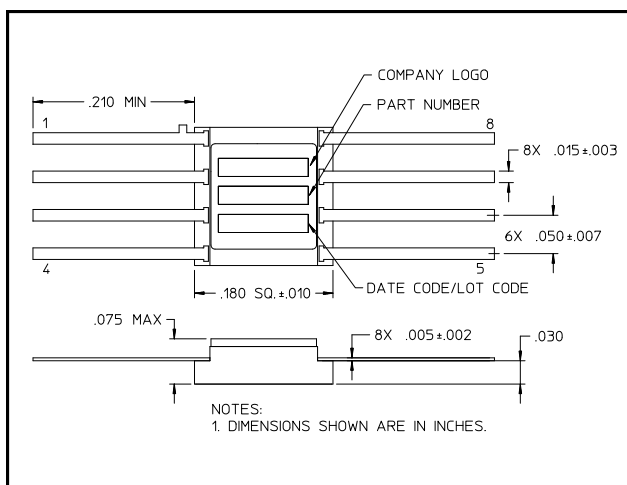 COMPANY LOGO
.210 MIN
PART NUMBER
1
8
8X .015±.003
6X .050±.007
4
5
.180 SQ.±.010
DATE CODE/LOT CODE
.075 MAX
8X .005±.002
.030
NOTES:
1. DIMENSIONS SHOWN ARE IN INCHES.